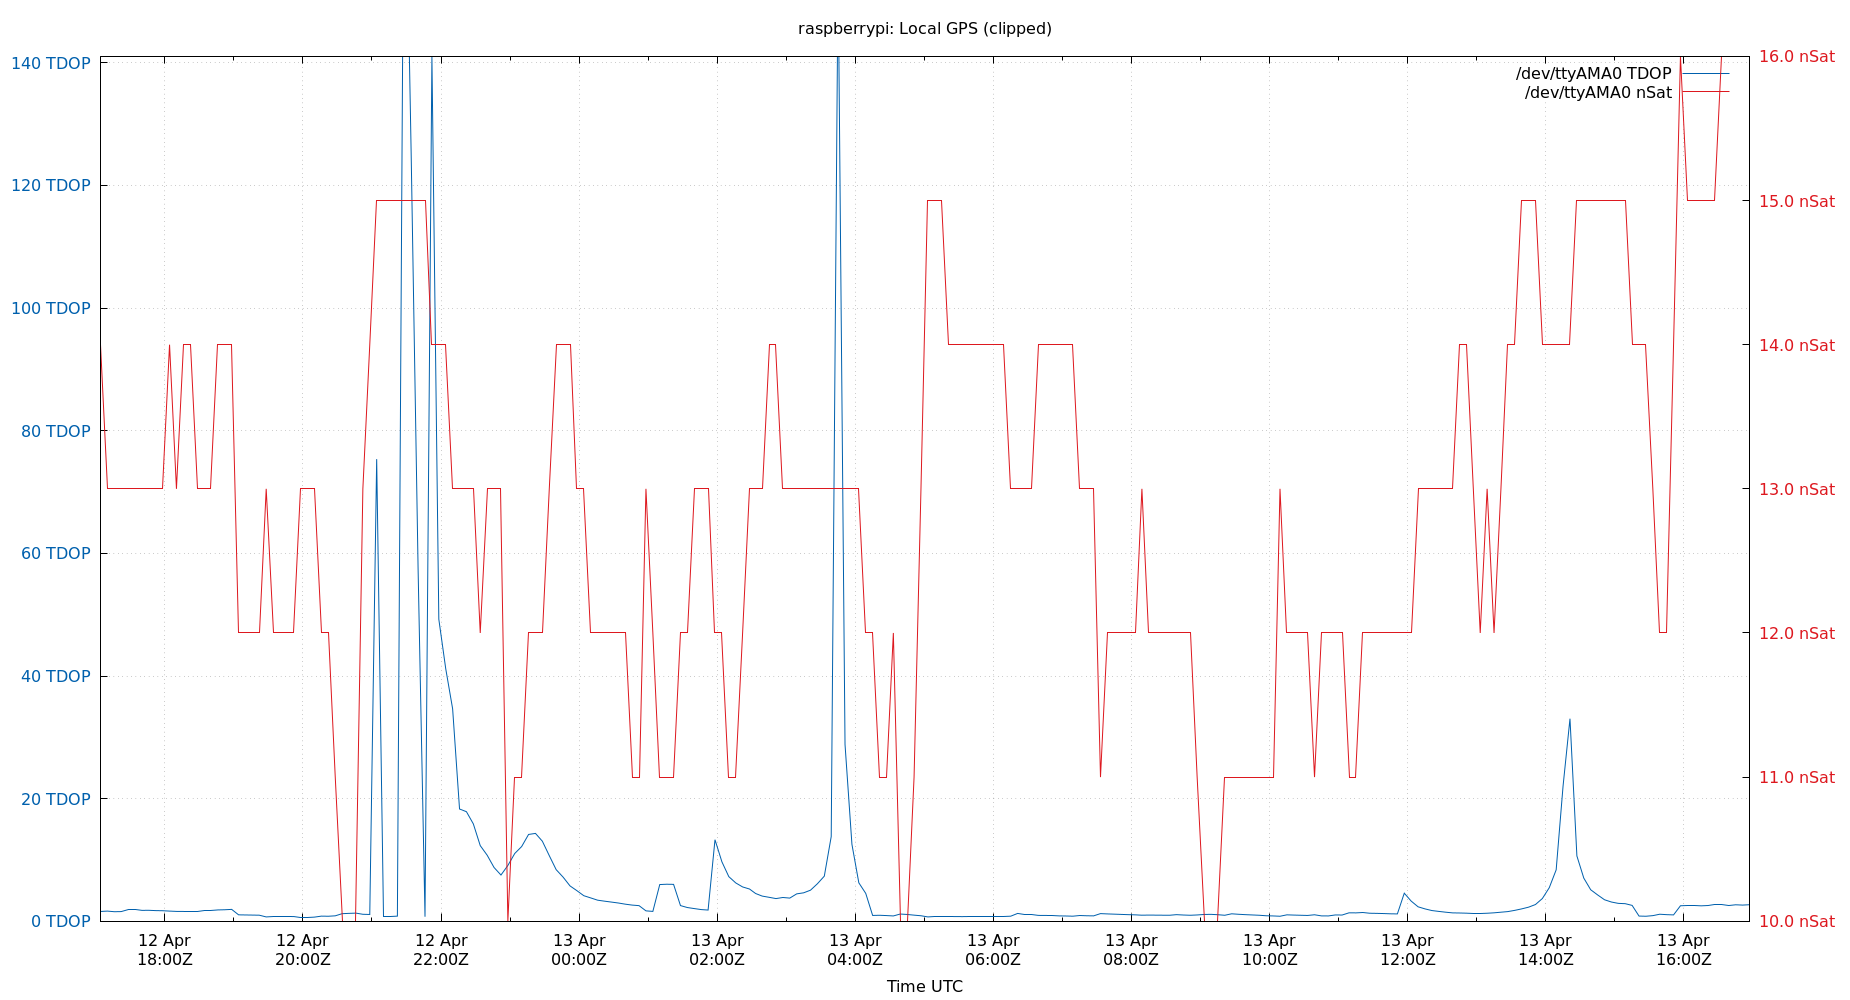 raspberrypi: Local GPS (clipped)
140 TDOP
120 TDOP
100 TDOP
80 TDOP
60 TDOP
40 TDOP
20 TDOP
0 TDOP
16.0 nSat
15.0 nSat
14.0 nSat
13.0 nSat
12.0 nSat
11.0 nSat
10.0 nSat
/dev/ttyAMA0 TDOP
/dev/ttyAMA0 nSat
12 Apr
18:00Z
12 Apr
20:00Z
12 Apr
22:00Z
13 Apr
00:00Z
13 Apr
02:00Z
13 Apr
04:00Z
13 Apr
06:00Z
13 Apr
08:00Z
13 Apr
10:00Z
13 Apr
12:00Z
13 Apr
14:00Z
13 Apr
16:00Z
Time UTC